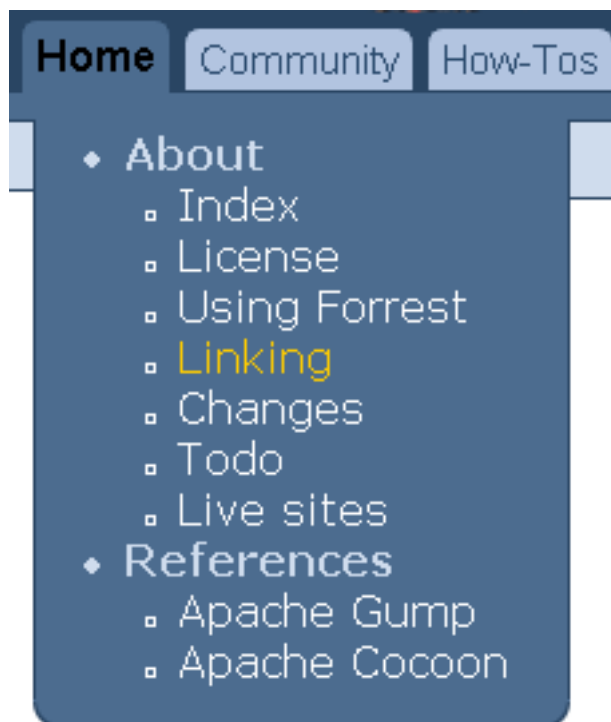 Home Community How-Tos
About
Index
License
Using Forrest
Linking
Changes
Todo
Live sites
References
Apache Gump
Apache Cocoon